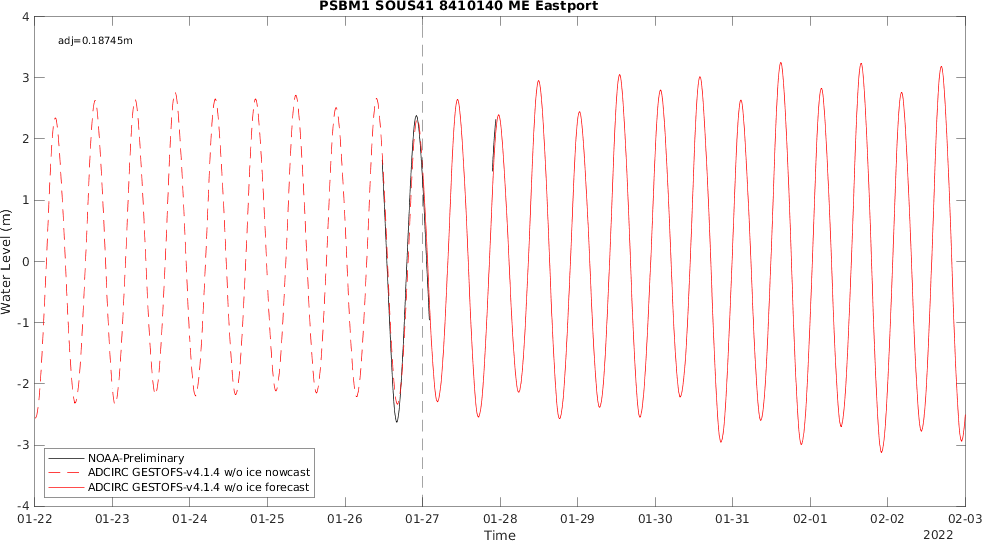 PSBM1 SOUS41 8410140 ME Eastport
adj=0.18745m
Water Level (m)
4
3
2
1
0
-1
-2
-3
-4
NOAA-Preliminary
ADCIRC GESTOFS-v4.1.4 w/o ice nowcast
ADCIRC GESTOFS-v4.1.4 w/o ice forecast
01-22 01-23 01-24 01-25 01-26 01-27 01-28 01-29 01-30 01-31 02-01 02-02 02-03
Time
2022